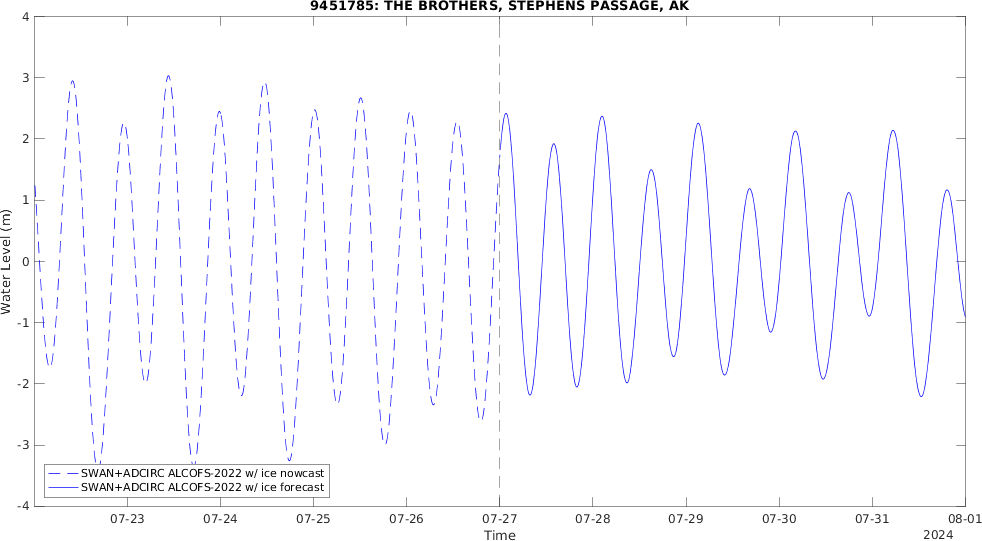 9451785: THE BROTHERS, STEPHENS PASSAGE, AK
4
3
2
1
0
-1
-2
-3
-4
Water Level (m)
SWAN+ADCIRC ALCOFS-2022 w/ ice nowcast
SWAN+ADCIRC ALCOFS-2022 w/ ice forecast
07-23 07-24 07-25 07-26 07-27 07-28 07-29 07-30 07-31 08-01
Time
2024